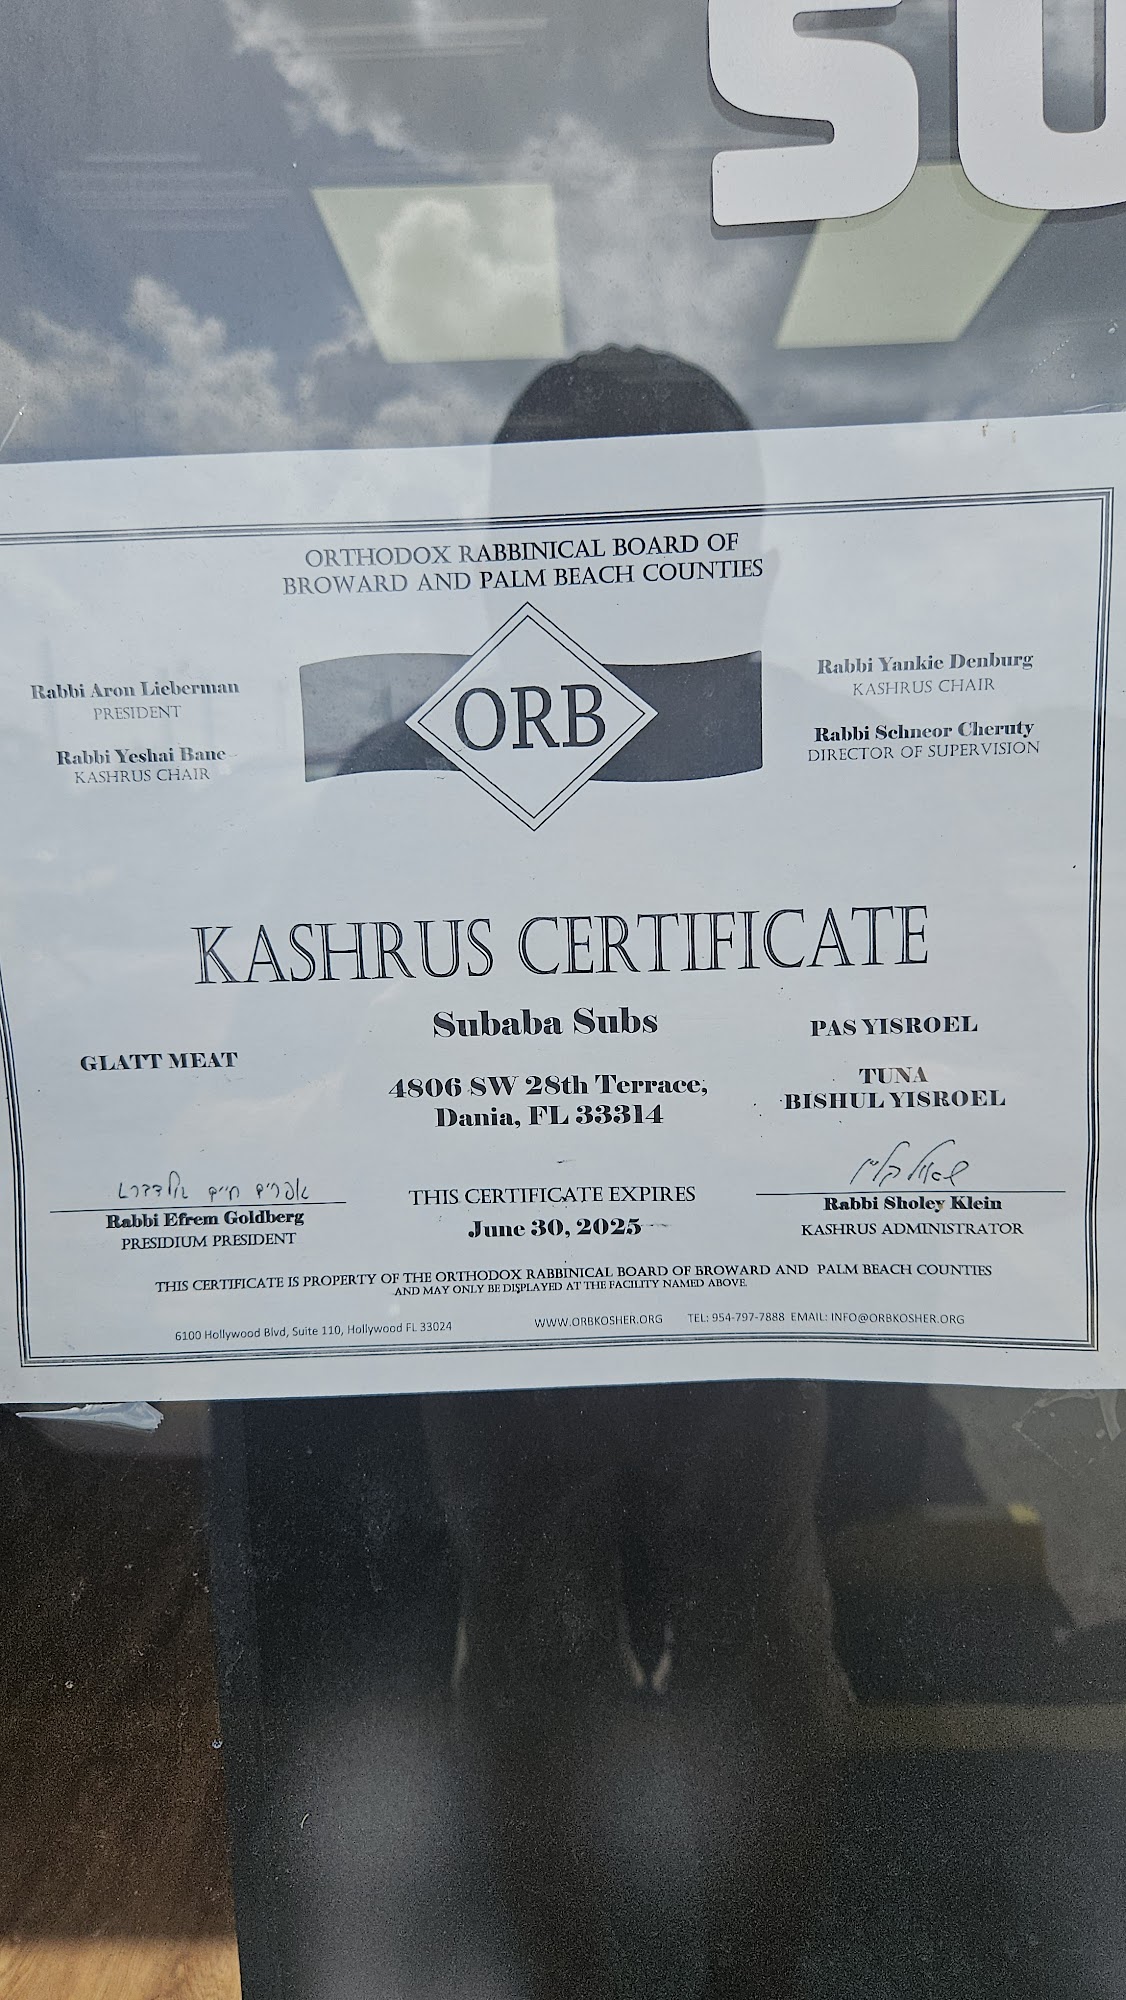 SU
ORTHODOX RABBINICAL BOARD OF
BROWARD AND PALM BEACH COUNTIES
Rabbi Aron Lieberman
PRESIDENT
Rabbi Yeshai Bane
KASHRUS CHAIR
ORB
Rabbi Yankie Denburg
KASHRUS CHAIR
Rabbi Schneor Cheruty
DIRECTOR OF SUPERVISION
KASHRUS CERTIFICATE
Subaba Subs
GLATT MEAT
4806 SW 28th Terrace,
Dania, FL 33314
PAS YISROEL
TUNA
BISHUL YISROEL
אפרים חיים גולדברג
Rabbi Efrem Goldberg
PRESIDIUM PRESIDENT
THIS CERTIFICATE EXPIRES
June 30, 2025
Rabbi Sholey Klein
KASHRUS ADMINISTRATOR
THIS CERTIFICATE IS PROPERTY OF THE ORTHODOX RABBINICAL BOARD OF BROWARD AND PALM BEACH COUNTIES
AND MAY ONLY BE DISPLAYED AT THE FACILITY NAMED ABOVE.
6100 Hollywood Blvd, Suite 110, Hollywood FL 33024 WWW.ORBKOSHER.ORG TEL: 954-797-7888 EMAIL: INFO@ORBKOSHER.ORG